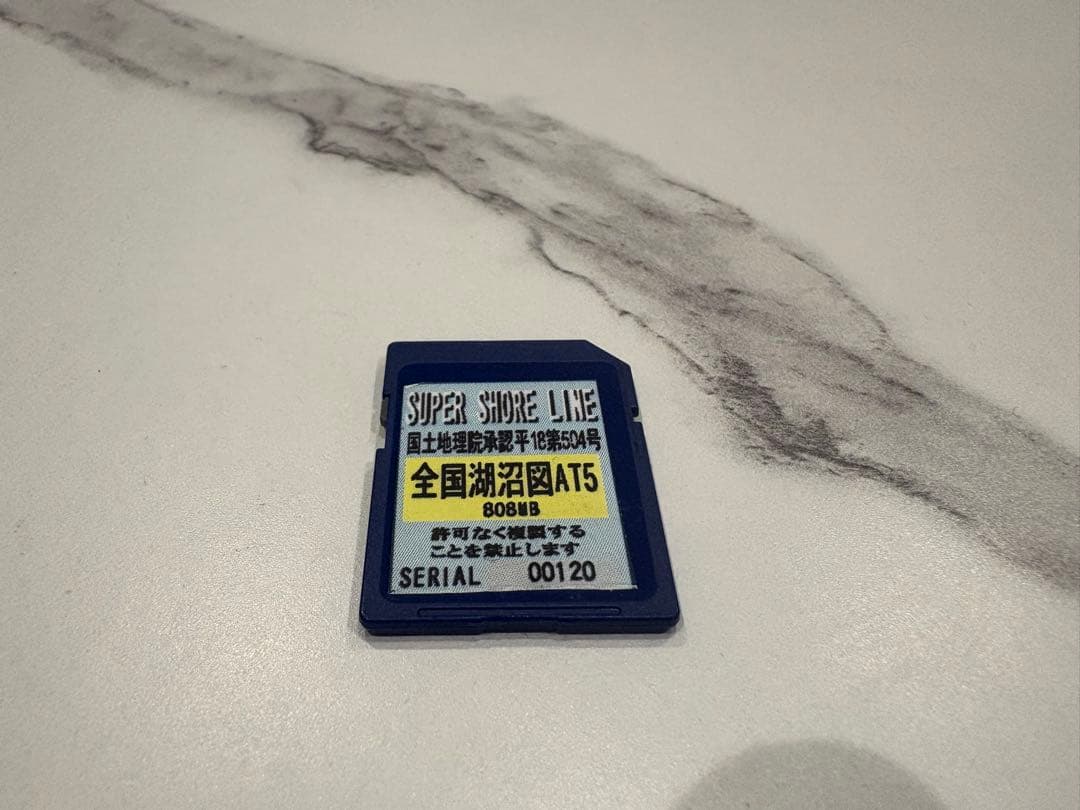 SUPER SHORE LINE
国土地理院承認平18第504号
全国湖沼図AT5
808MB
許可なく複製する
ことを禁止します
SERIAL 00120